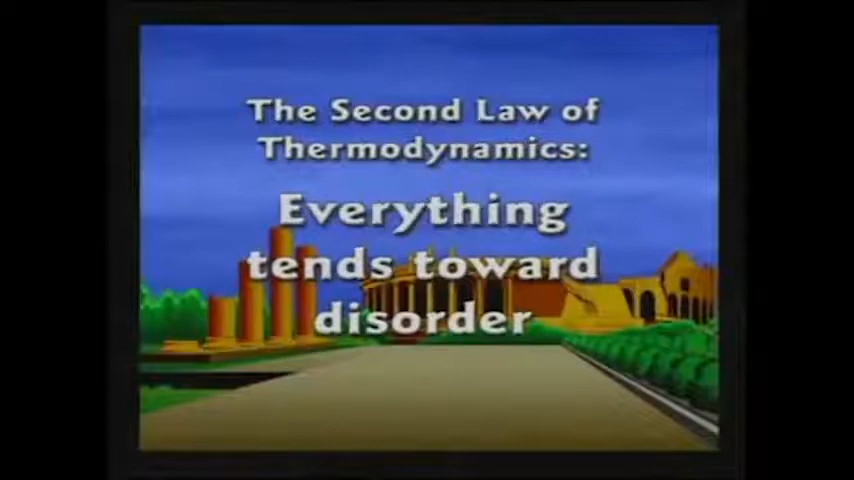 The Second Law of
Thermodynamics:
Everything
tends toward
disorder